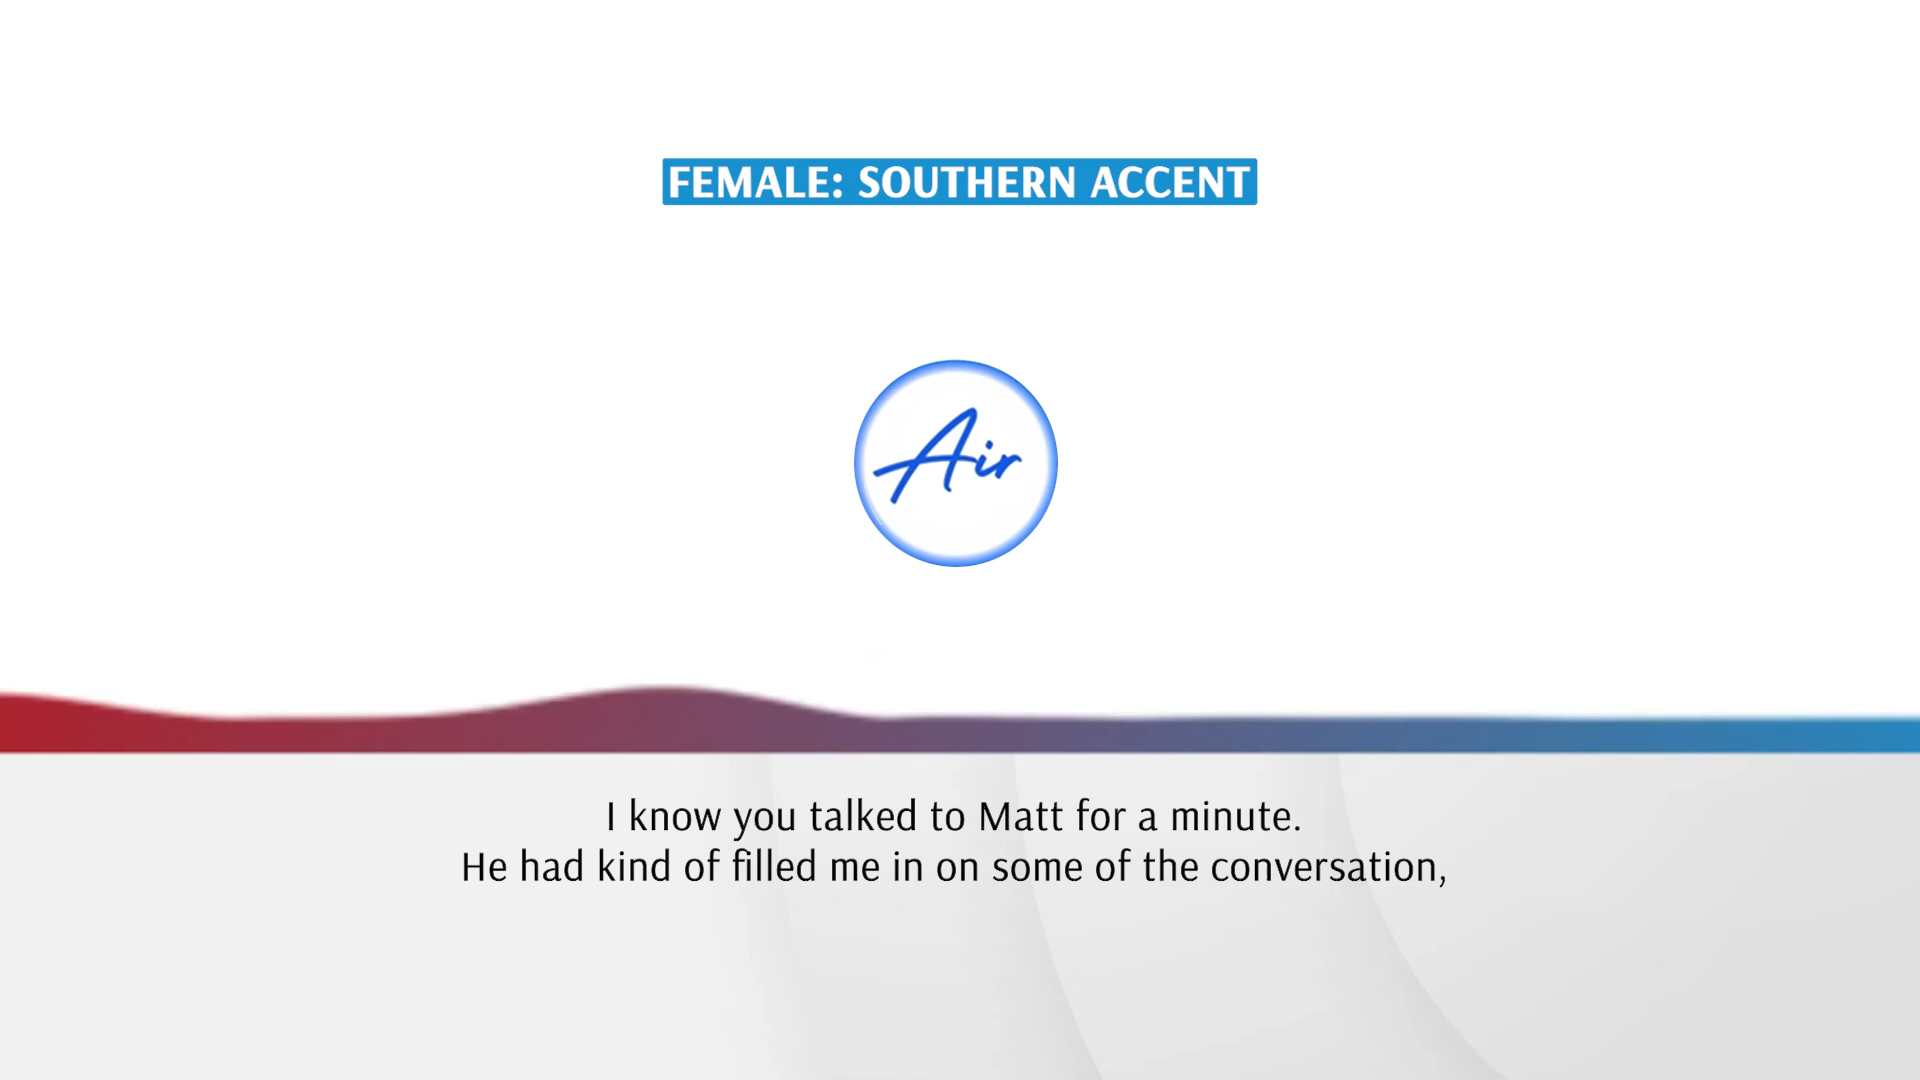 FEMALE: SOUTHERN ACCENT
Air
I know you talked to Matt for a minute.
He had kind of filled me in on some of the conversation,